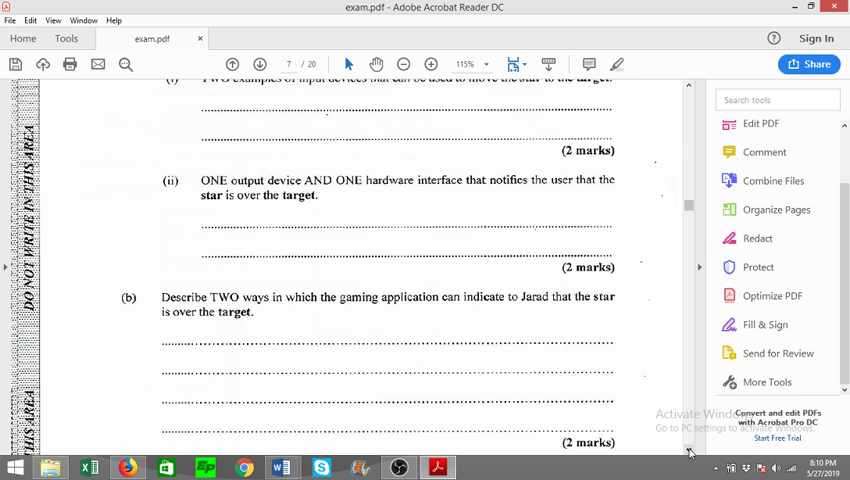 exam.pdf - Adobe Acrobat Reader DC
File Edit View Window Help
Home Tools exam.pdf × Sign In
7 / 20 115% Share
(i) TWO examples of input devices that can be used to move the star to the target.
(2 marks)
(ii) ONE output device AND ONE hardware interface that notifies the user that the
star is over the target.
(2 marks)
(b) Describe TWO ways in which the gaming application can indicate to Jarad that the star
is over the target.
(2 marks)
DO NOT WRITE IN THIS AREA
THIS AREA
Search tools
Edit PDF
Comment
Combine Files
Organize Pages
Redact
Protect
Optimize PDF
Fill & Sign
Send for Review
More Tools
Convert and edit PDFs
with Acrobat Pro DC
Start Free Trial
Activate Windows
Go to PC settings to activate Windows.
8:10 PM
5/27/2019